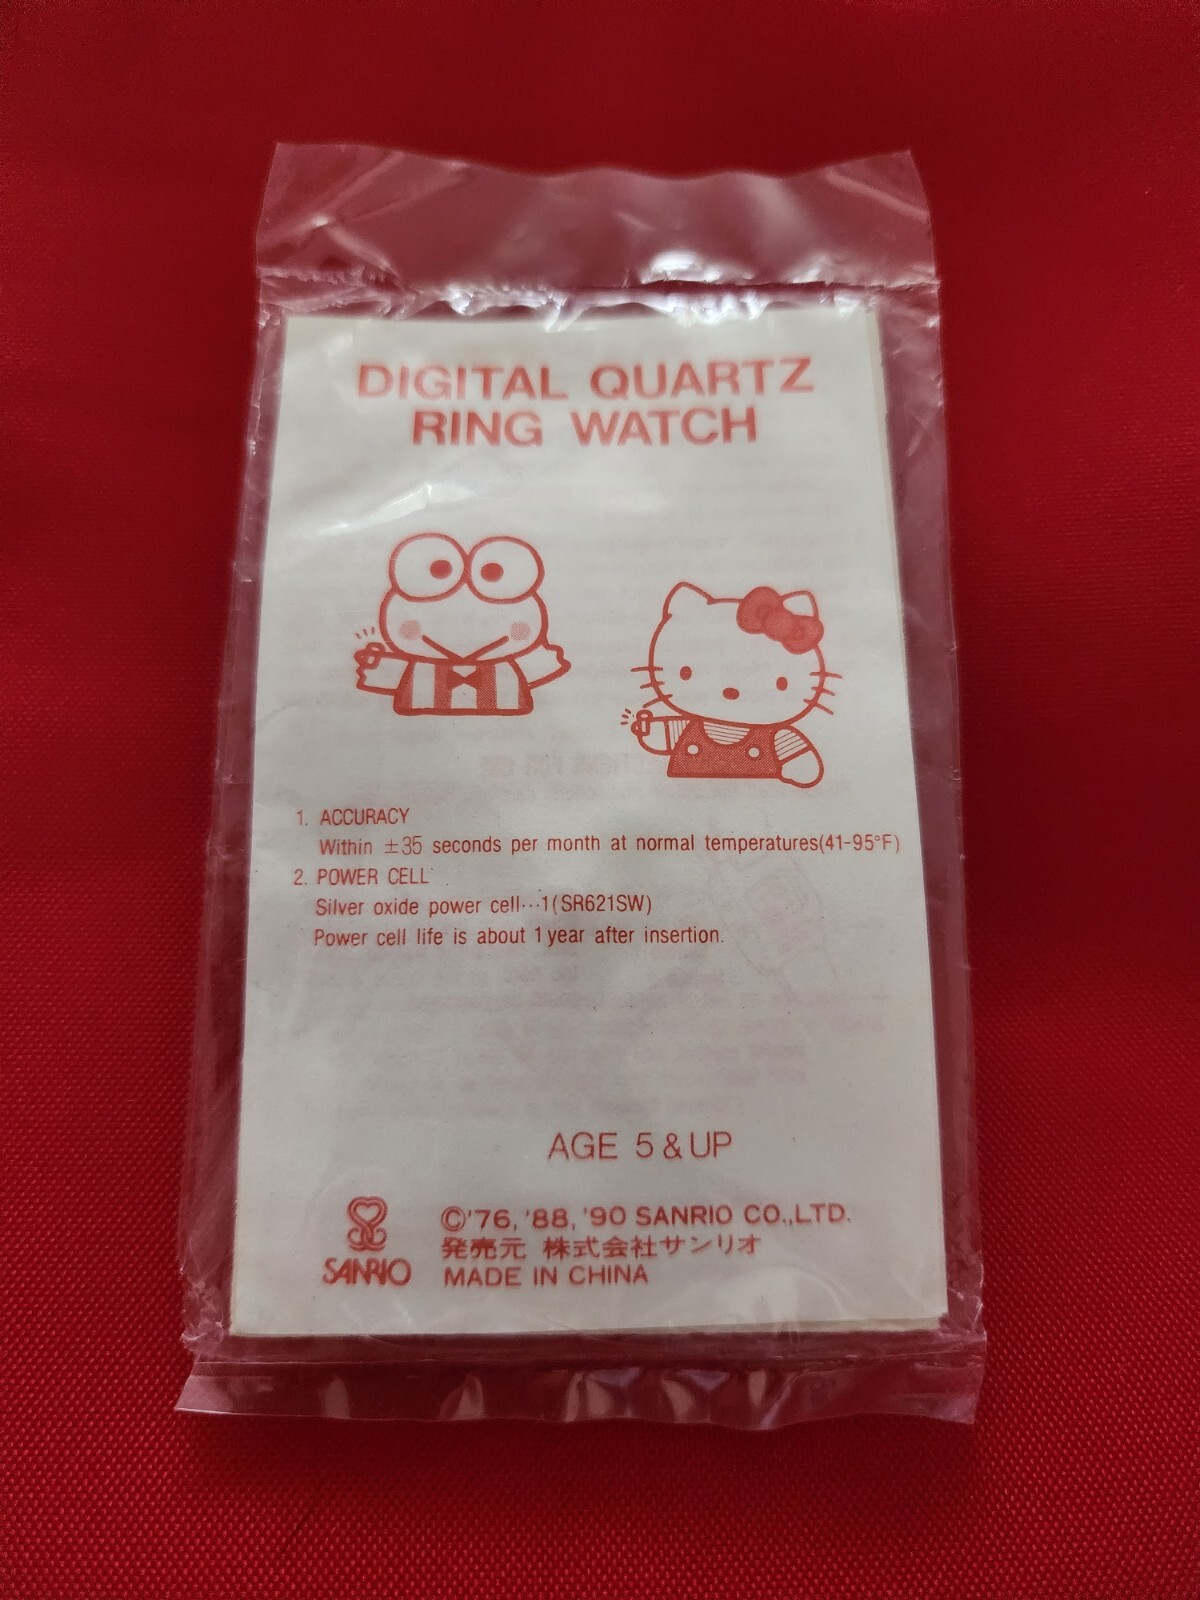 DIGITAL QUARTZ
RING WATCH
1. ACCURACY
Within ±35 seconds per month at normal temperatures(41-95°F)
2. POWER CELL
Silver oxide power cell···1(SR621SW)
Power cell life is about 1 year after insertion.
AGE 5 & UP
©'76, '88, '90 SANRIO CO.,LTD.
発売元 株式会社サンリオ
SANRIO MADE IN CHINA